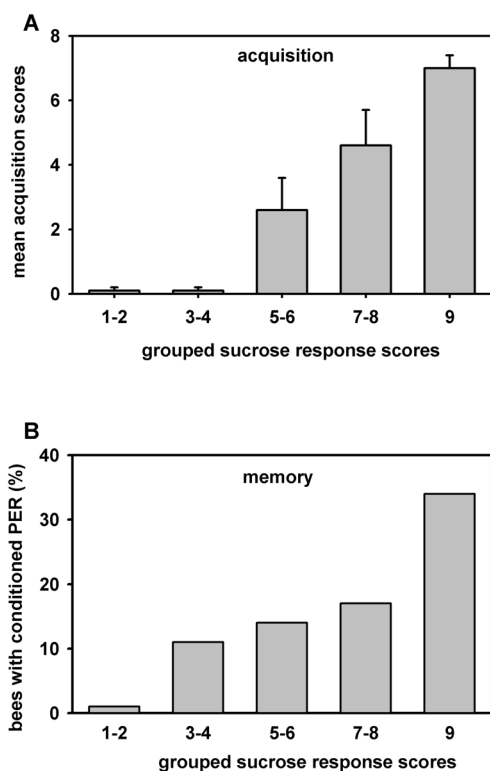 A
acquisition
mean acquisition scores
8
6
4
2
0
1-2 3-4 5-6 7-8 9
grouped sucrose response scores
B
memory
bees with conditioned PER (%)
40
30
20
10
0
1-2 3-4 5-6 7-8 9
grouped sucrose response scores